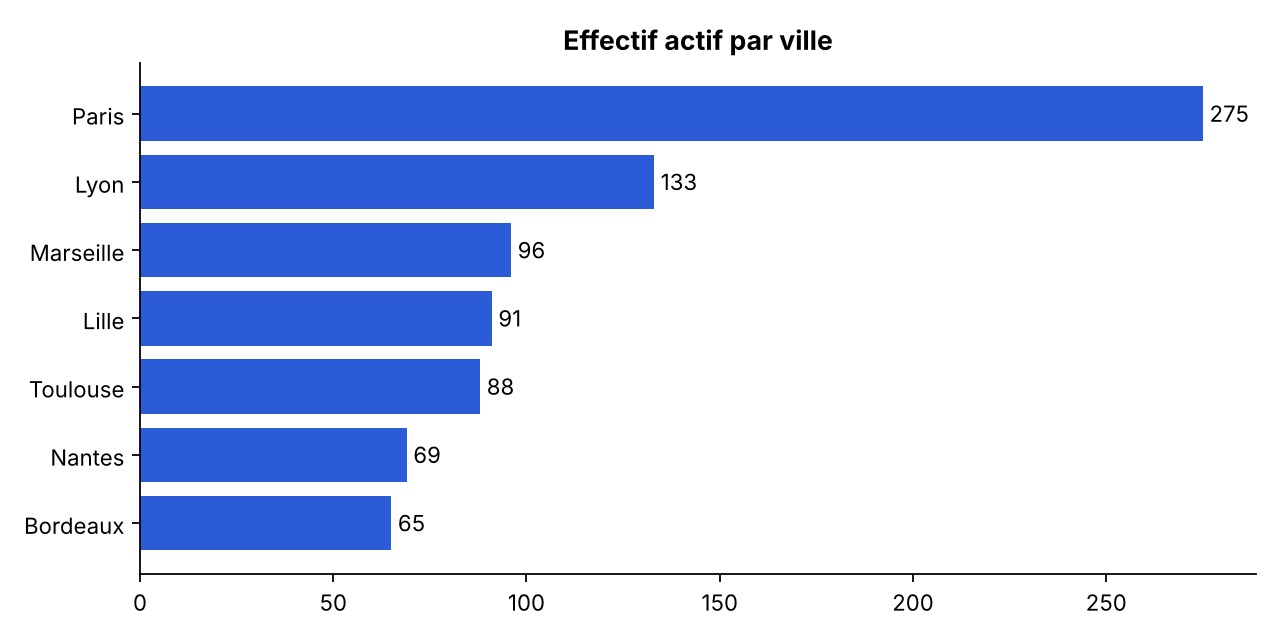 Effectif actif par ville
Paris 275
Lyon 133
Marseille 96
Lille 91
Toulouse 88
Nantes 69
Bordeaux 65
0 50 100 150 200 250